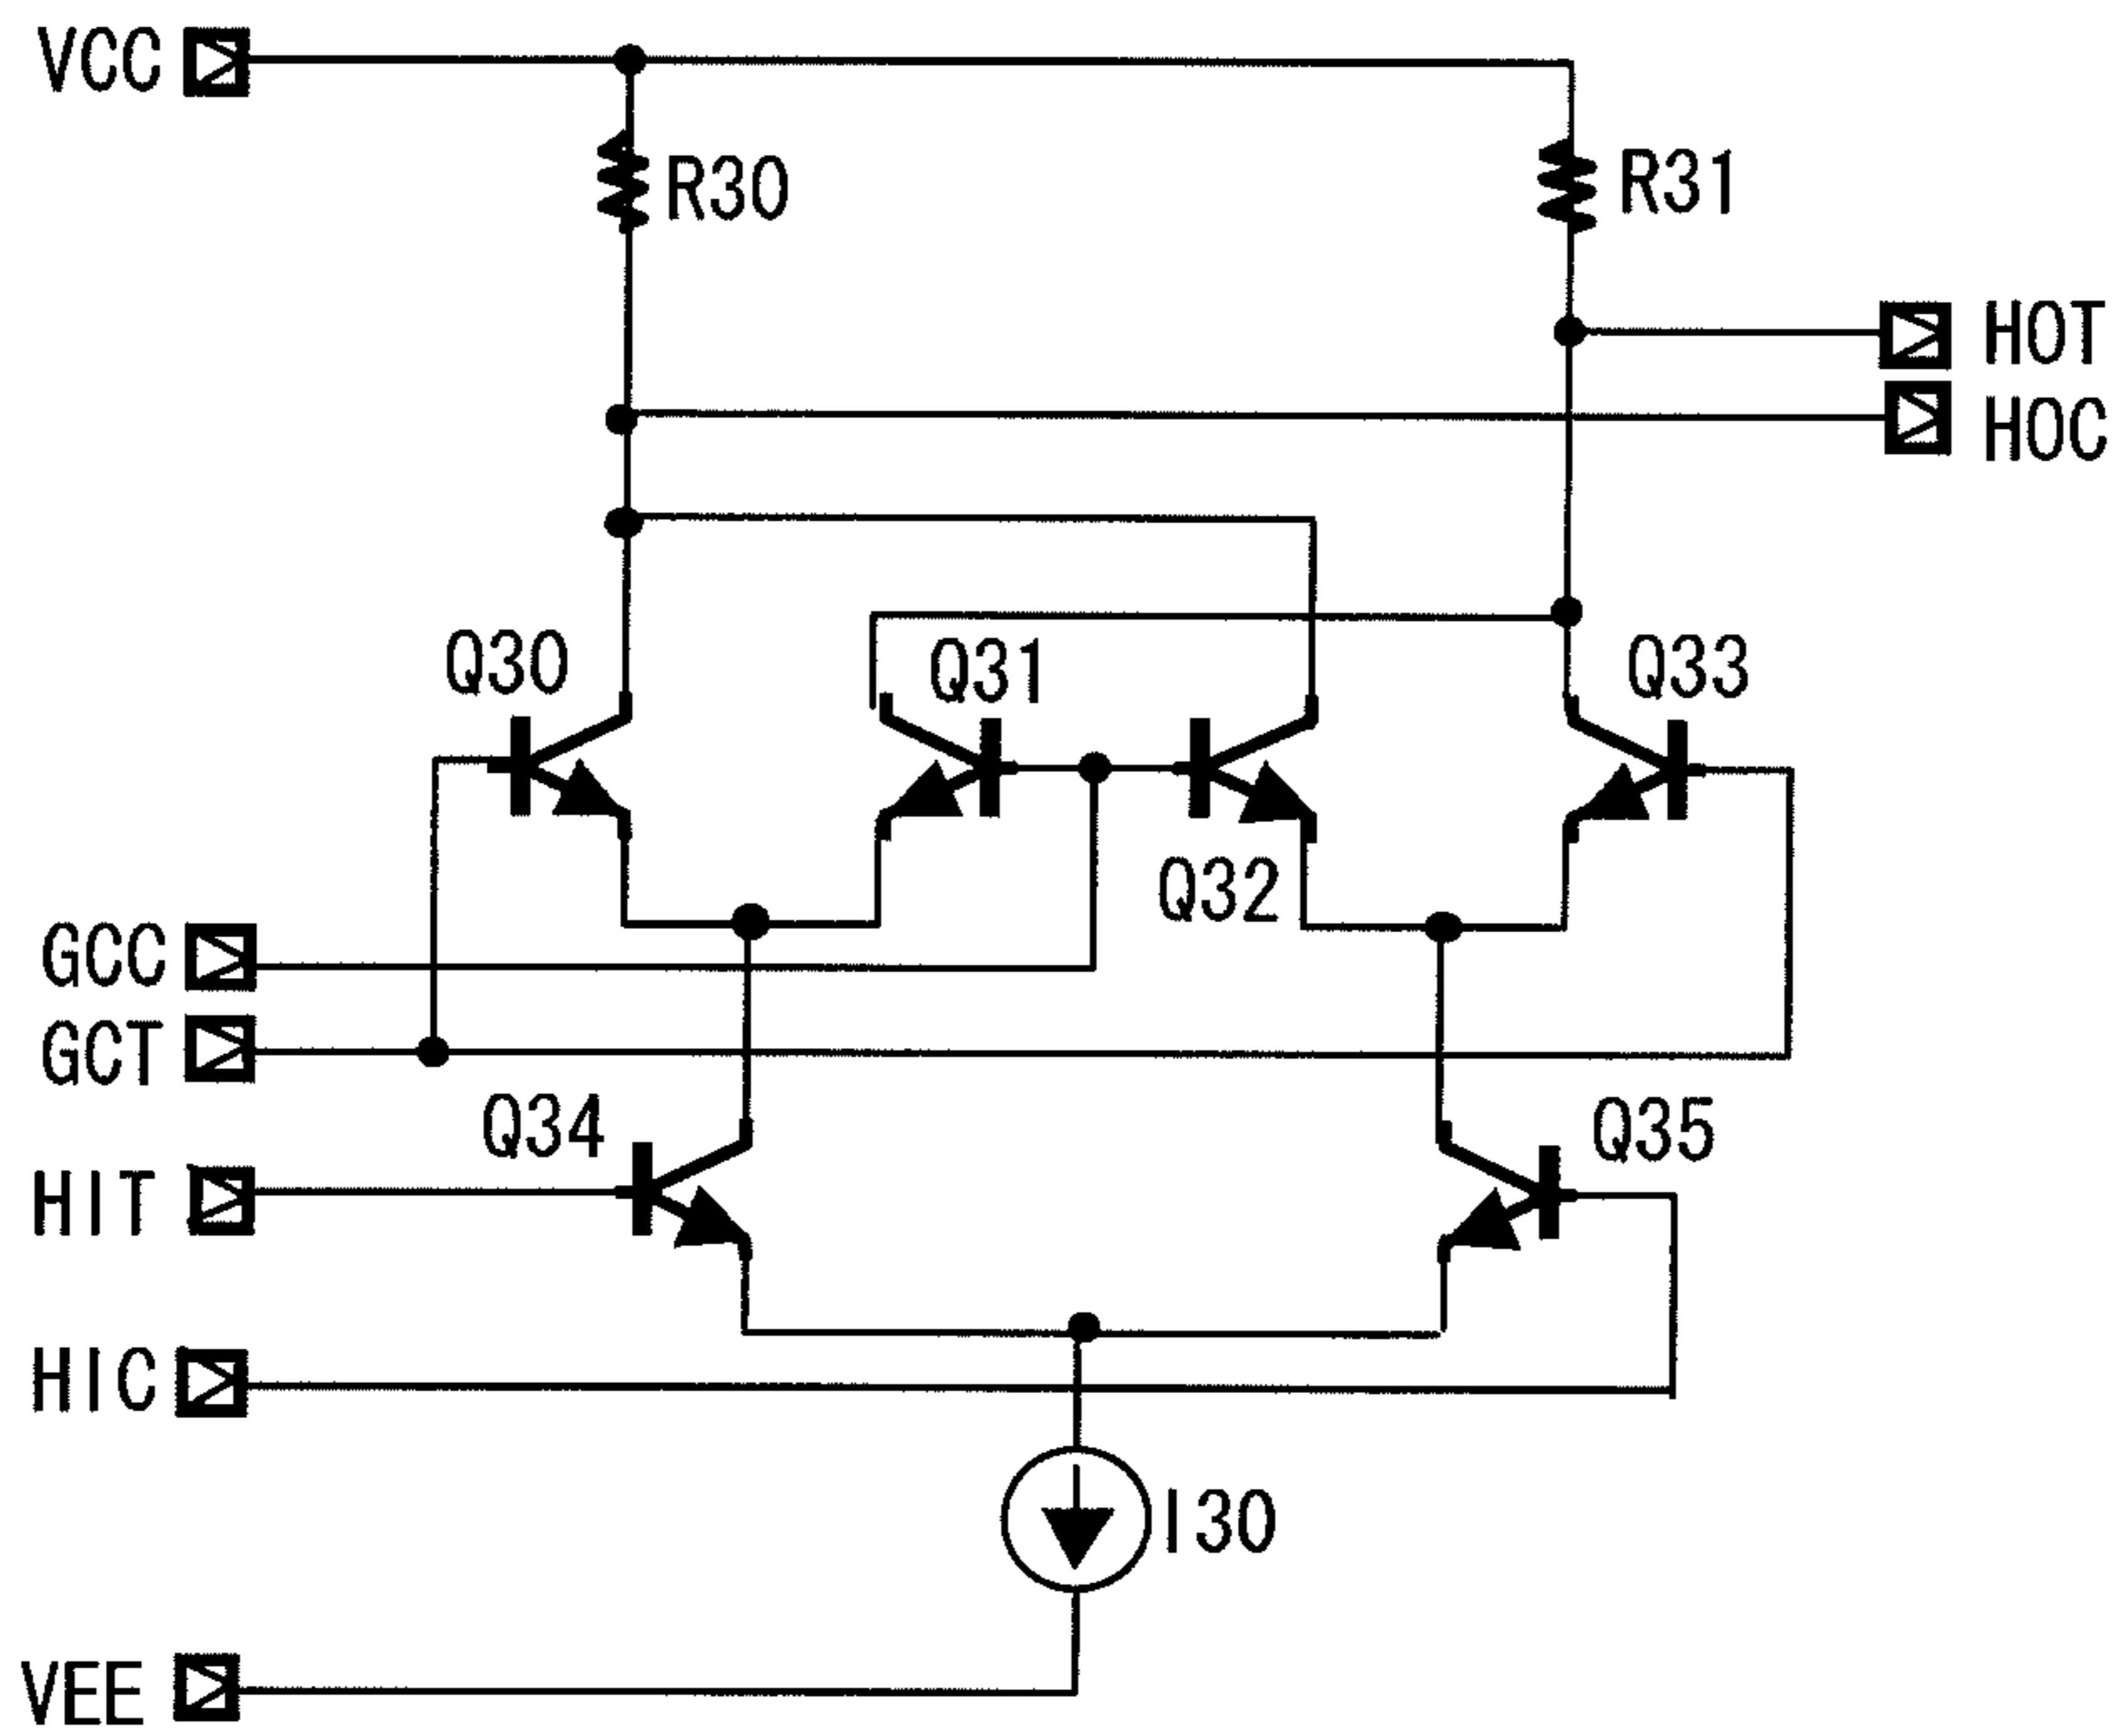 VCC
R30
R31
HOT
HOC
Q30
Q31
Q33
Q32
GCC
GCT
Q34
Q35
HIT
HIC
I30
VEE